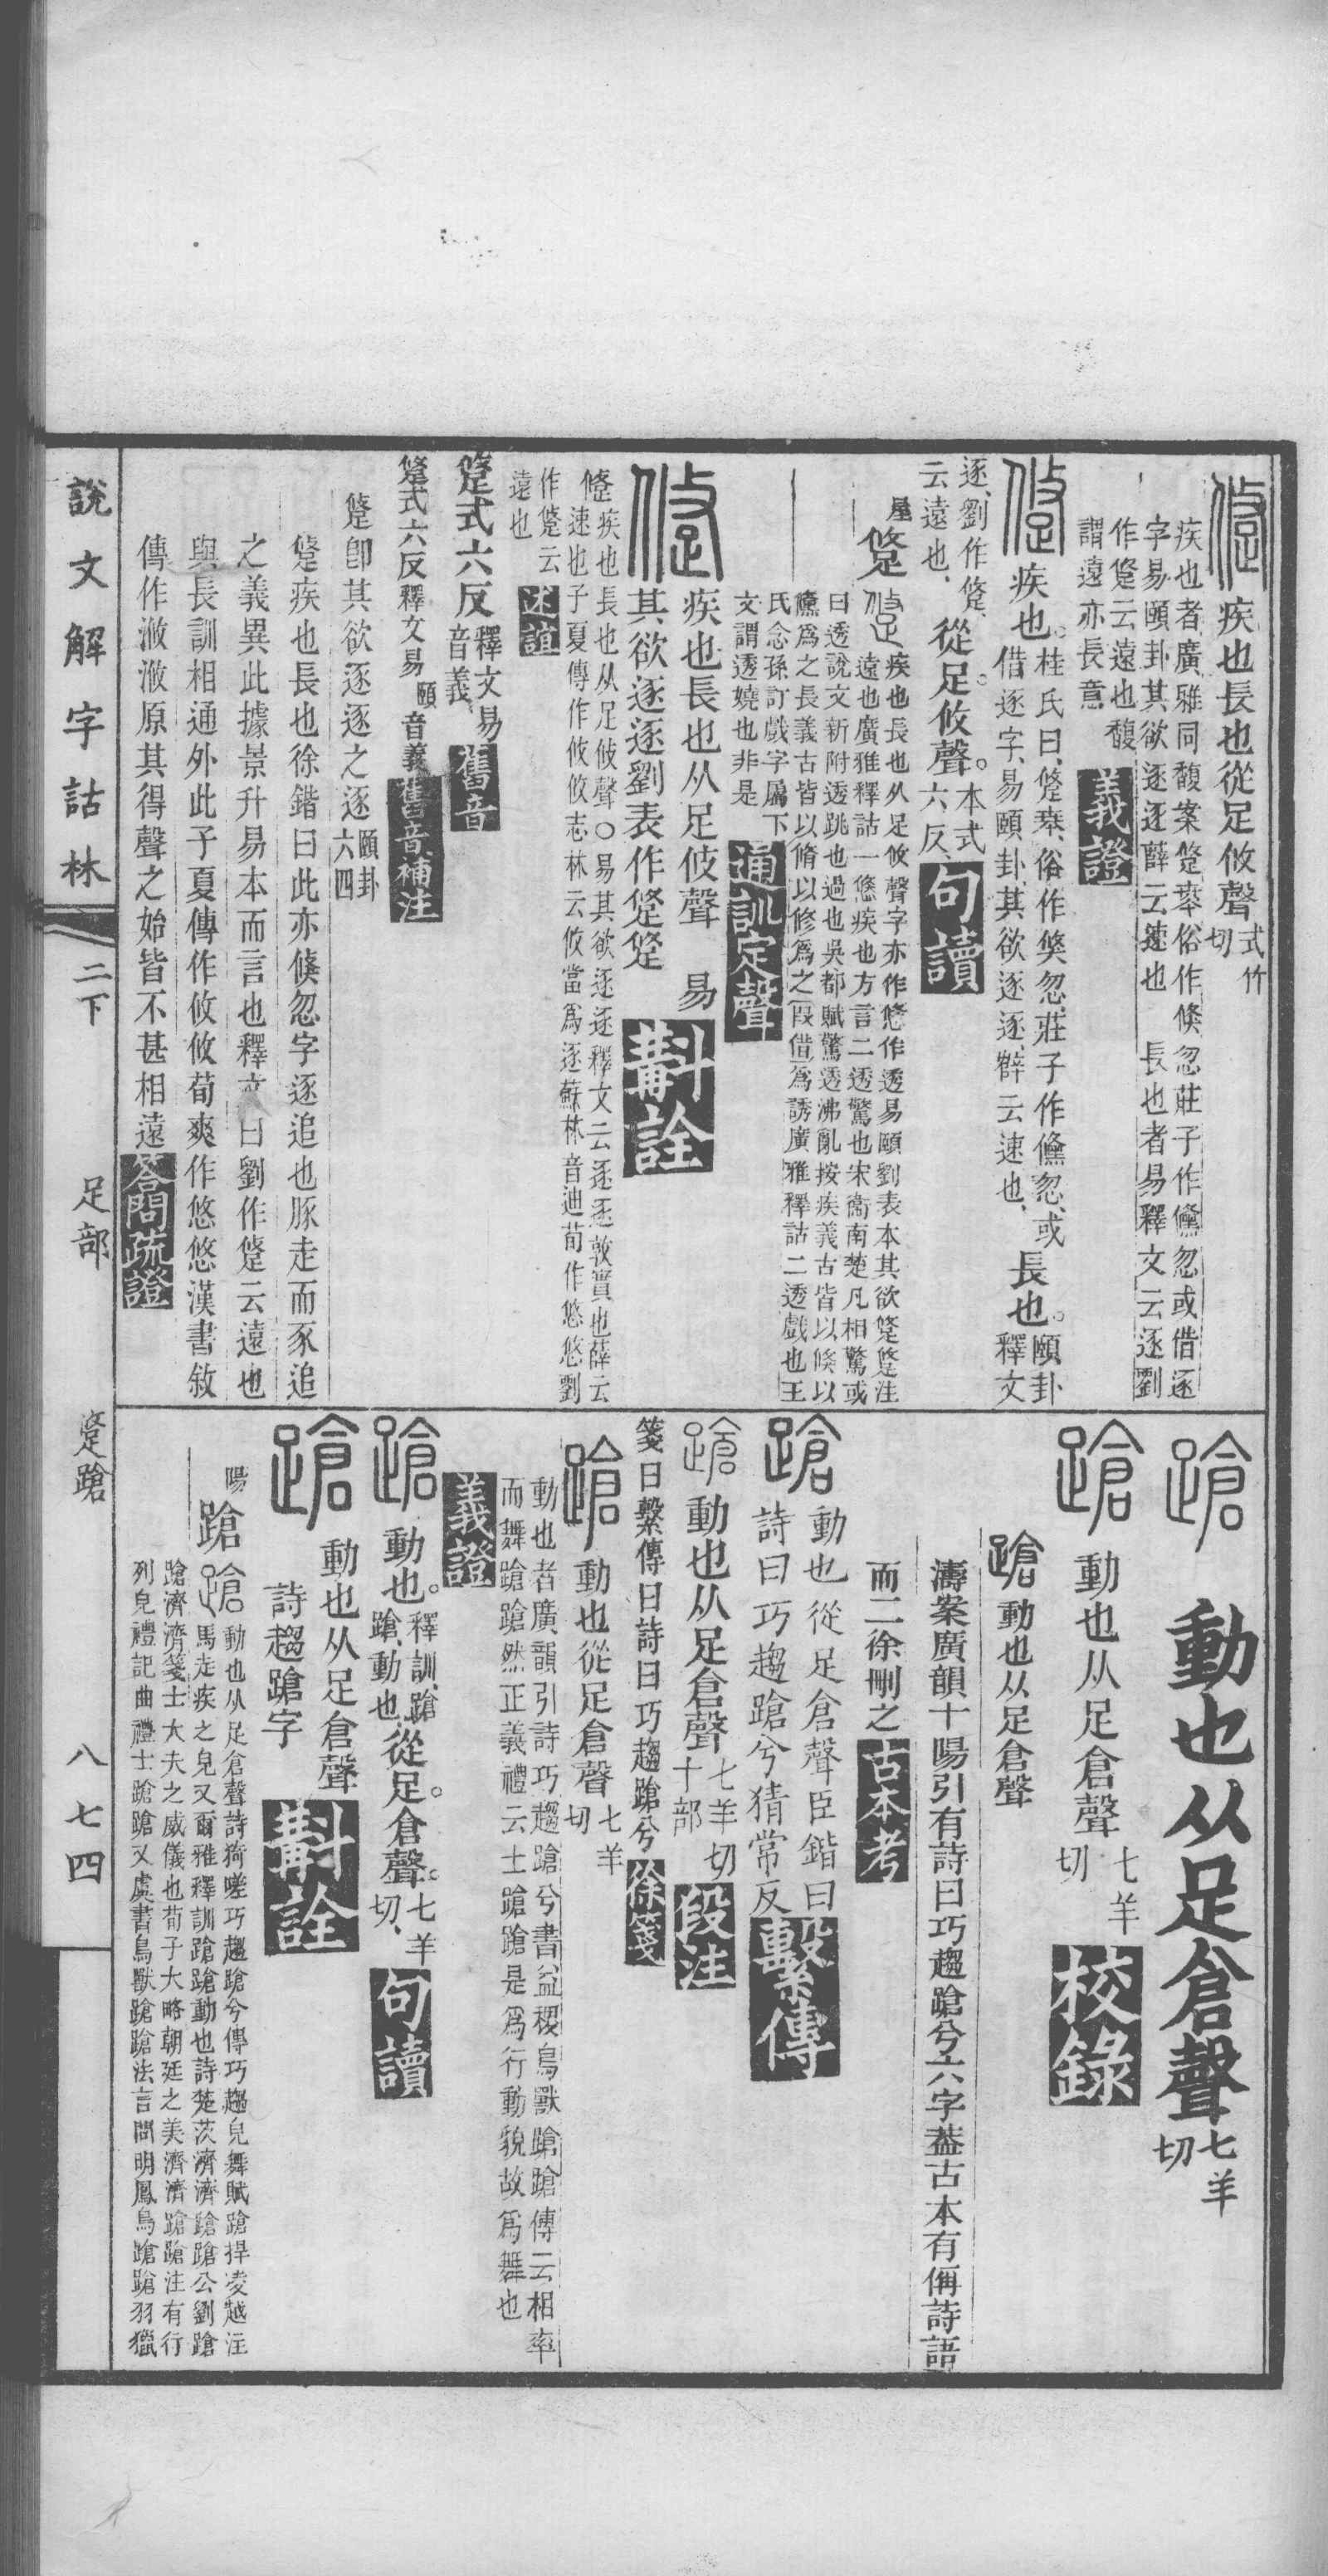 疾也長也從足攸聲式竹切
疾也者廣雅同馥案跾䟣俗作倏忽莊子作儵忽或借逐
字易頤卦其欲逐逐薛云速也 長也者易釋文云逐劉
作跾云遠也馥
謂遠亦長意
義證
疾也。桂氏曰、跾䟣、俗作倏忽、莊子作儵忽、或
借逐字、易頤卦、其欲逐逐、薛云速也、
長也。頤卦釋文
逐、劉作跾、
云遠也、
從足。攸聲。本式六反、句讀
屋 跾 疾也長也从足攸聲字亦作悠作透易頤劉表本其欲跾跾注
遠也廣雅釋詁一悠疾也方言二透驚也宋衞南楚凡相驚或
曰透說文新附透跳也過也吳都賦驚透沸亂按疾義古皆以倏以
儵爲之長義古皆以脩以修爲之叚借爲誘廣雅釋詁二透戲也王
氏念孫訂戲字屬下
文謂透嬈也非是
通訓定聲
疾也長也从足攸聲 易
其欲逐逐劉表作跾跾 斠詮
跾疾也長也从足攸聲○易其欲逐逐釋文云逐逐敦實也薛云
速也子夏傳作攸攸志林云攸當爲逐蘇林音迪荀作悠悠劉
作跾云
遠也
述誼
跾式六反釋文易音義、舊音
跾式六反釋文易頤音義舊音補注
跾卽其欲逐逐之逐頤卦六四
跾疾也長也徐鍇曰此亦倏忽字逐追也豚走而豕追
之義異此據景升易本而言也釋文曰劉作跾云遠也
與長訓相通外此子夏傳作攸攸荀爽作悠悠漢書敘
傳作浟浟原其得聲之始皆不甚相遠答問疏證
動也从足倉聲七羊切
動也从足倉聲七羊切 校錄
蹌動也从足倉聲
濤案廣韻十陽引有詩曰巧趨蹌兮六字葢古本有偁詩語
而二徐刪之古本考
動也從足倉聲臣鍇曰
詩曰巧趨蹌兮猜常反繫傳
動也从足倉聲七羊切十部 段注
箋曰繫傳曰詩曰巧趨蹌兮徐箋
動也從足倉聲七羊切
動也者廣韻引詩巧趨蹌兮書益稷鳥獸蹌蹌傳云相率
而舞蹌蹌然正義禮云士蹌蹌是爲行動貌故爲舞也
義證
動也。釋訓、蹌蹌、動也、從足。倉聲。七羊切、句讀
動也从足倉聲
詩趨蹌字 斠詮
陽 蹌 動也从足倉聲詩猗嗟巧趨蹌兮傳巧趨皃舞賦蹌捍凌越注
馬走疾之皃又爾雅釋訓蹌蹌動也詩楚茨濟濟蹌蹌公劉蹌
蹌濟濟箋士大夫之威儀也荀子大略朝廷之美濟濟蹌蹌注有行
列皃禮記曲禮士蹌蹌又虞書鳥獸蹌蹌法言問明鳳鳥蹌蹌羽獵
說文解字詁林 二下 足部 跾蹌 八七四